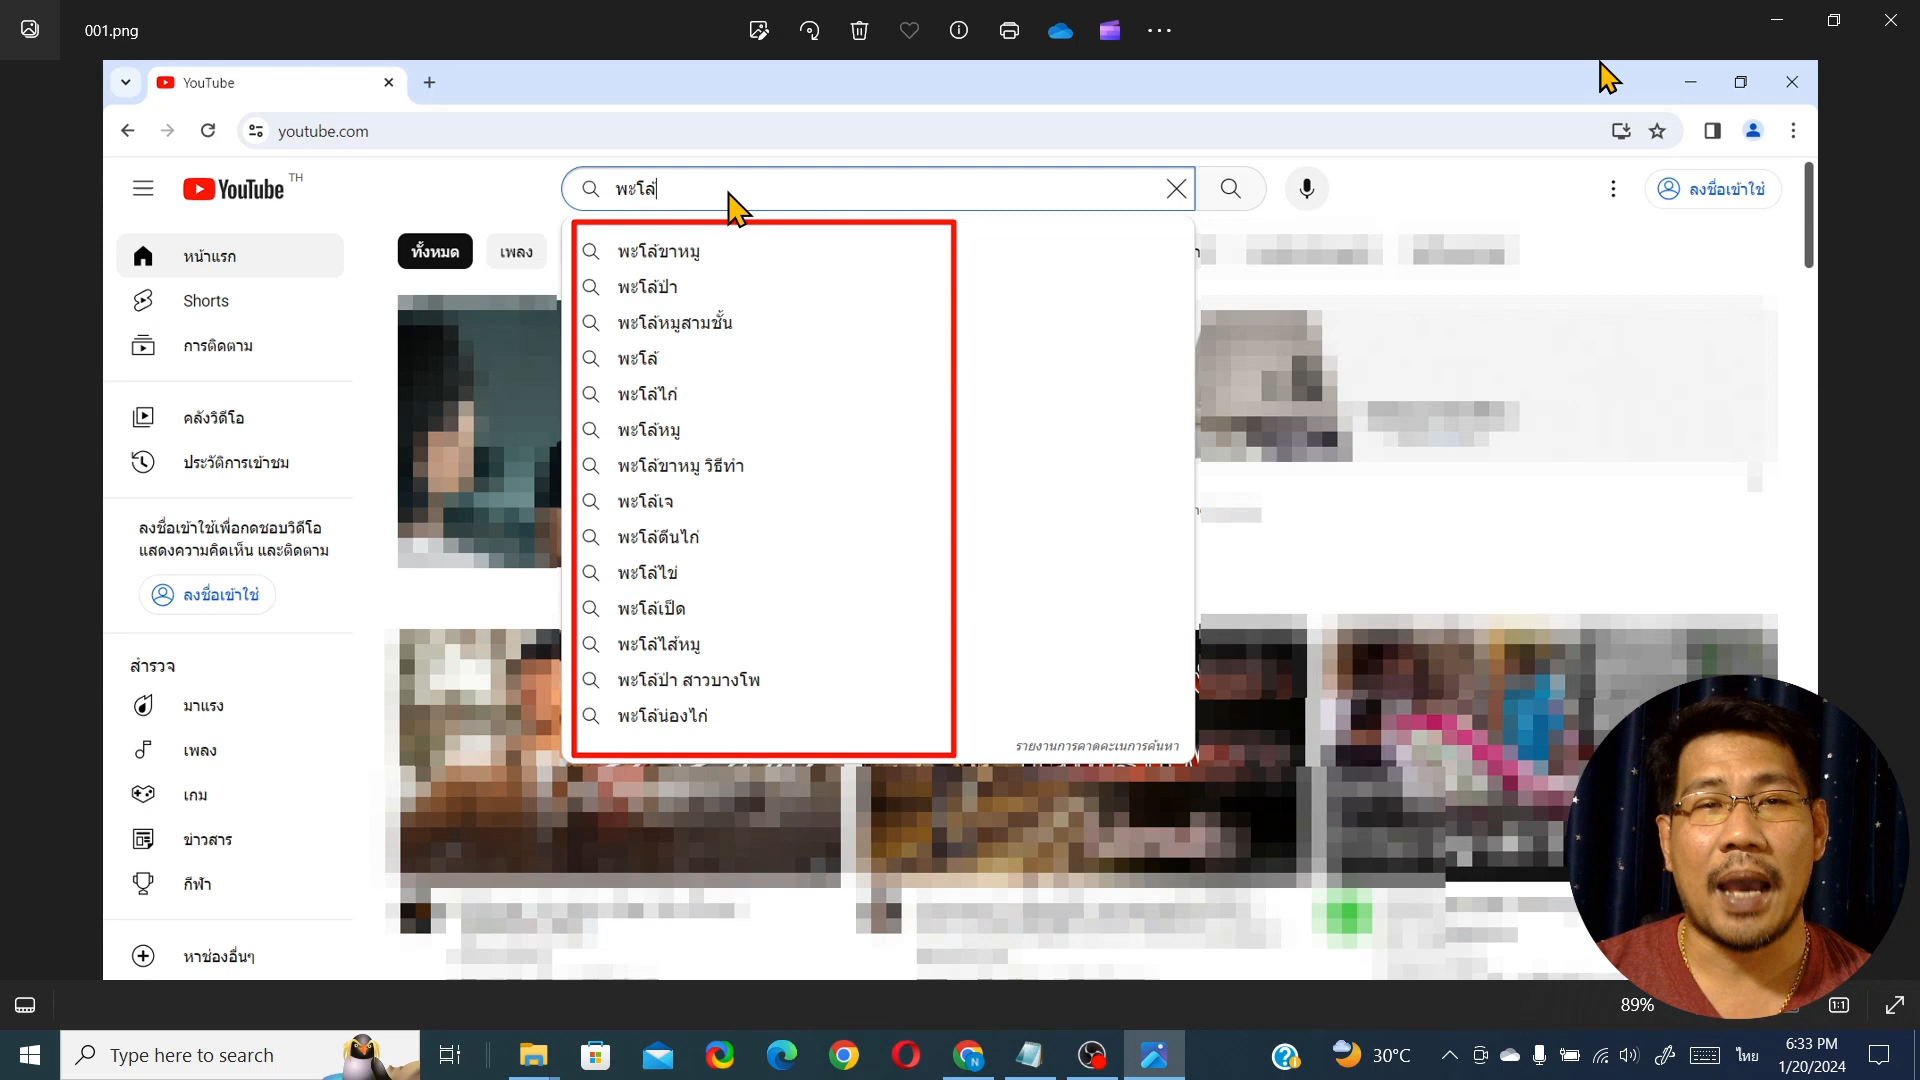 001.png
YouTube
youtube.com
YouTube TH
พะโล้
ลงชื่อเข้าใช้
หน้าแรก
Shorts
การติดตาม
คลังวิดีโอ
ประวัติการเข้าชม
ลงชื่อเข้าใช้เพื่อกดชอบวิดีโอ
แสดงความคิดเห็น และติดตาม
ลงชื่อเข้าใช้
สำรวจ
มาแรง
เพลง
เกม
ข่าวสาร
กีฬา
หาช่องอื่นๆ
ทั้งหมด
เพลง
พะโล้ขาหมู
พะโล้ป่า
พะโล้หมูสามชั้น
พะโล้
พะโล้ไก่
พะโล้หมู
พะโล้ขาหมู วิธีทำ
พะโล้เจ
พะโล้ตีนไก่
พะโล้ไข่
พะโล้เป็ด
พะโล้ไส้หมู
พะโล้ป่า สาวบางโพ
พะโล้น่องไก่
รายงานการคาดคะเนการค้นหา
89%
1:1
Type here to search
30°C
ไทย
6:33 PM
1/20/2024